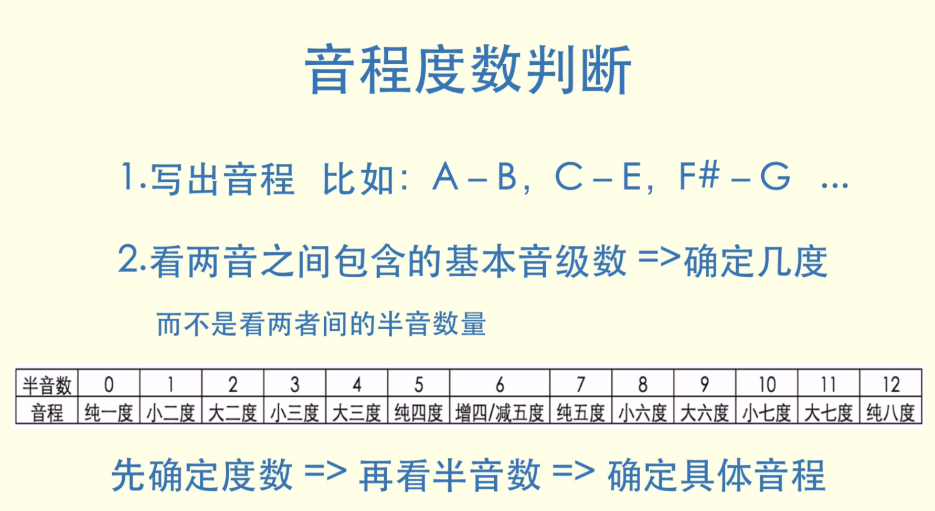 音程度数判断
1.写出音程 比如：A – B，C – E，F# – G ...
2.看两音之间包含的基本音级数 =>确定几度
而不是看两者间的半音数量
半音数 0 1 2 3 4 5 6 7 8 9 10 11 12
音程 纯一度 小二度 大二度 小三度 大三度 纯四度 增四/减五度 纯五度 小六度 大六度 小七度 大七度 纯八度
先确定度数 => 再看半音数 => 确定具体音程